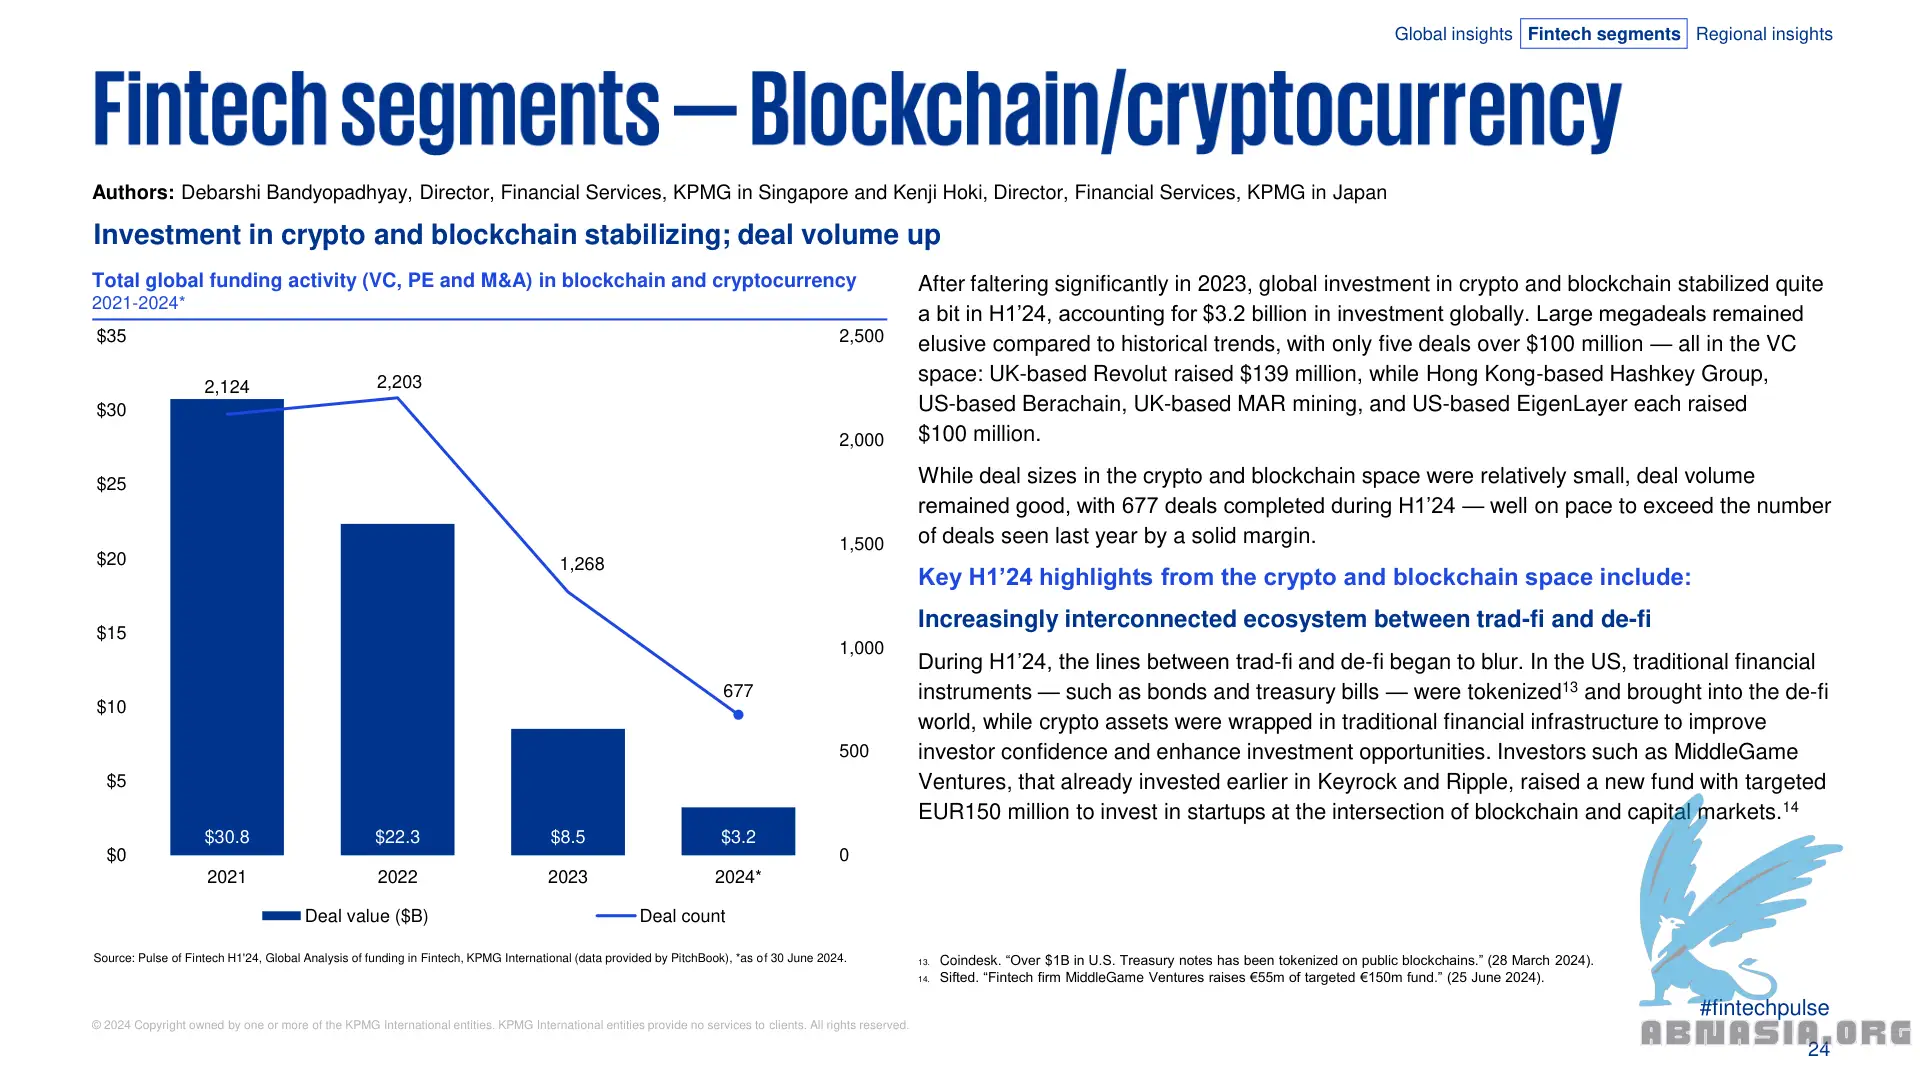 Global insights Fintech segments Regional insights
Fintech segments — Blockchain/cryptocurrency
Authors: Debarshi Bandyopadhyay, Director, Financial Services, KPMG in Singapore and Kenji Hoki, Director, Financial Services, KPMG in Japan
Investment in crypto and blockchain stabilizing; deal volume up
Total global funding activity (VC, PE and M&A) in blockchain and cryptocurrency
2021-2024*
$35
$30
$25
$20
$15
$10
$5
$0
2,500
2,000
1,500
1,000
500
0
2,124
2,203
1,268
677
$30.8
$22.3
$8.5
$3.2
2021
2022
2023
2024*
Deal value ($B)
Deal count
Source: Pulse of Fintech H1'24, Global Analysis of funding in Fintech, KPMG International (data provided by PitchBook), *as of 30 June 2024.
After faltering significantly in 2023, global investment in crypto and blockchain stabilized quite
a bit in H1’24, accounting for $3.2 billion in investment globally. Large megadeals remained
elusive compared to historical trends, with only five deals over $100 million — all in the VC
space: UK-based Revolut raised $139 million, while Hong Kong-based Hashkey Group,
US-based Berachain, UK-based MAR mining, and US-based EigenLayer each raised
$100 million.
While deal sizes in the crypto and blockchain space were relatively small, deal volume
remained good, with 677 deals completed during H1’24 — well on pace to exceed the number
of deals seen last year by a solid margin.
Key H1’24 highlights from the crypto and blockchain space include:
Increasingly interconnected ecosystem between trad-fi and de-fi
During H1’24, the lines between trad-fi and de-fi began to blur. In the US, traditional financial
instruments — such as bonds and treasury bills — were tokenized13 and brought into the de-fi
world, while crypto assets were wrapped in traditional financial infrastructure to improve
investor confidence and enhance investment opportunities. Investors such as MiddleGame
Ventures, that already invested earlier in Keyrock and Ripple, raised a new fund with targeted
EUR150 million to invest in startups at the intersection of blockchain and capital markets.14
13. Coindesk. “Over $1B in U.S. Treasury notes has been tokenized on public blockchains.” (28 March 2024).
14. Sifted. “Fintech firm MiddleGame Ventures raises €55m of targeted €150m fund.” (25 June 2024).
#fintechpulse
© 2024 Copyright owned by one or more of the KPMG International entities. KPMG International entities provide no services to clients. All rights reserved.
ABNASIA.ORG
24